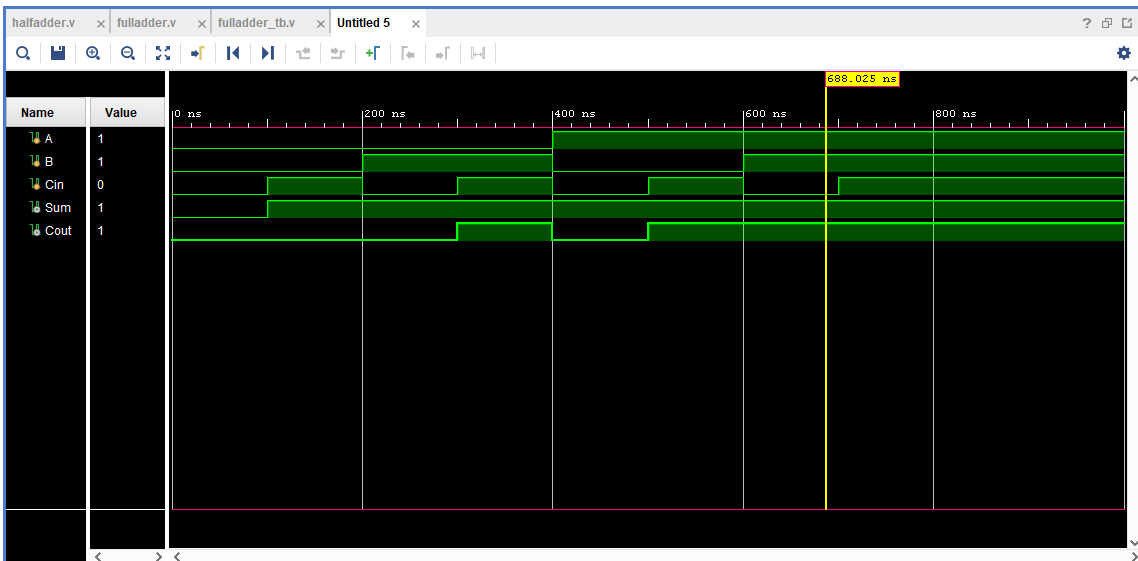 halfadder.v × fulladder.v × fulladder_tb.v × Untitled 5 × ?
688.025 ns
Name Value
0 ns 200 ns 400 ns 600 ns 800 ns
A 1
B 1
Cin 0
Sum 1
Cout 1